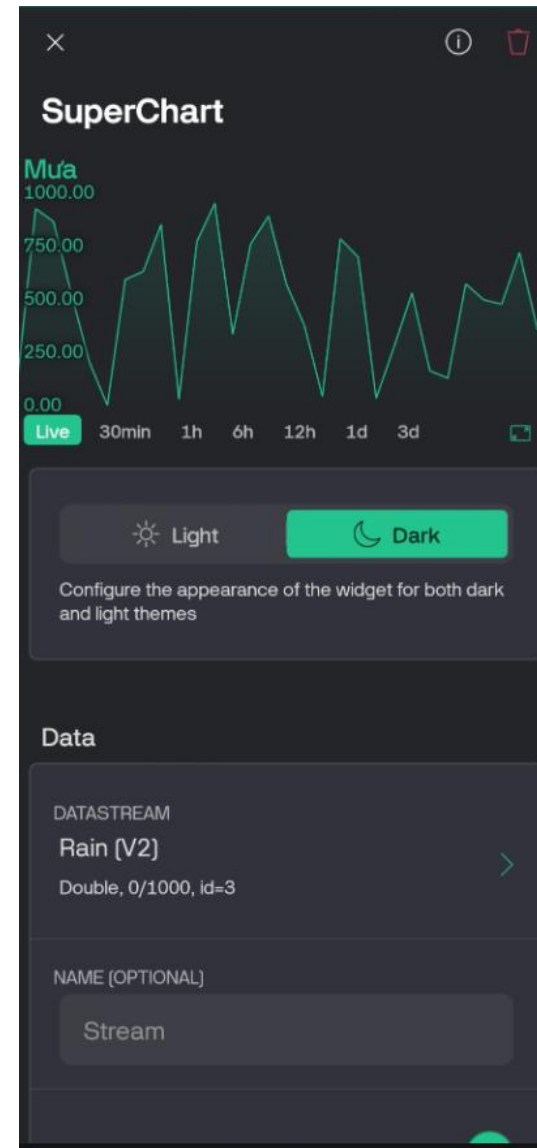 SuperChart
Mưa
1000.00
750.00
500.00
250.00
0.00
Live 30min 1h 6h 12h 1d 3d
Light Dark
Configure the appearance of the widget for both dark
and light themes
Data
DATASTREAM
Rain (V2)
Double, 0/1000, id=3
NAME (OPTIONAL)
Stream